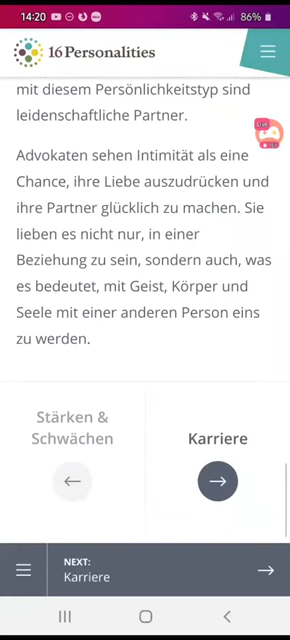 14:20
86%
16Personalities
mit diesem Persönlichkeitstyp sind
leidenschaftliche Partner.
Live
Advokaten sehen Intimität als eine
Chance, ihre Liebe auszudrücken und
ihre Partner glücklich zu machen. Sie
lieben es nicht nur, in einer
Beziehung zu sein, sondern auch, was
es bedeutet, mit Geist, Körper und
Seele mit einer anderen Person eins
zu werden.
Stärken &
Schwächen
Karriere
NEXT:
Karriere